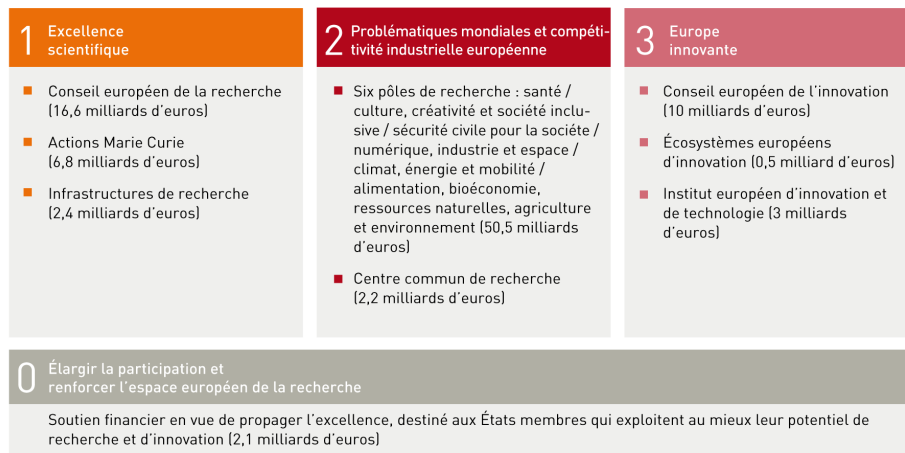 1 Excellence
scientifique
■ Conseil européen de la recherche
(16,6 milliards d’euros)
■ Actions Marie Curie
(6,8 milliards d’euros)
■ Infrastructures de recherche
(2,4 milliards d’euros)
2 Problématiques mondiales et compéti-
tivité industrielle européenne
■ Six pôles de recherche : santé /
culture, créativité et société inclu-
sive / sécurité civile pour la sociéte /
numérique, industrie et espace /
climat, énergie et mobilité /
alimentation, bioéconomie,
ressources naturelles, agriculture
et environnement (50,5 milliards
d’euros)
■ Centre commun de recherche
(2,2 milliards d’euros)
3 Europe
innovante
■ Conseil européen de l’innovation
(10 milliards d’euros)
■ Écosystèmes européens
d’innovation (0,5 milliard d’euros)
■ Institut européen d’innovation et
de technologie (3 milliards
d’euros)
0 Élargir la participation et
renforcer l’espace européen de la recherche
Soutien financier en vue de propager l’excellence, destiné aux États membres qui exploitent au mieux leur potentiel de
recherche et d’innovation (2,1 milliards d’euros)